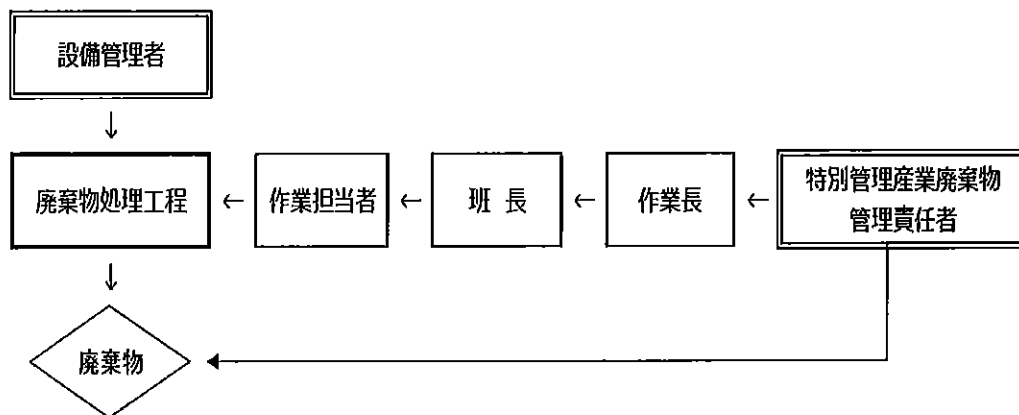 設備管理者
↓
廃棄物処理工程 ← 作業担当者 ← 班 長 ← 作業長 ← 特別管理産業廃棄物
管理責任者
↓
廃棄物